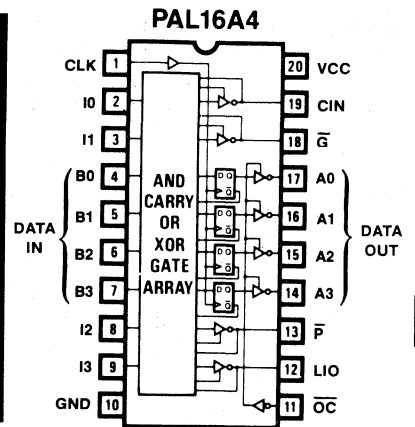 PAL16A4
CLK 1
20 VCC
I0 2
19 CIN
I1 3
18 G
B0 4
17 A0
B1 5
16 A1
B2 6
15 A2
B3 7
14 A3
DATA
IN
DATA
OUT
AND
CARRY
OR
XOR
GATE
ARRAY
D Q
Q
D Q
Q
D Q
Q
D Q
Q
I2 8
13 P
I3 9
12 LIO
GND 10
11 OC